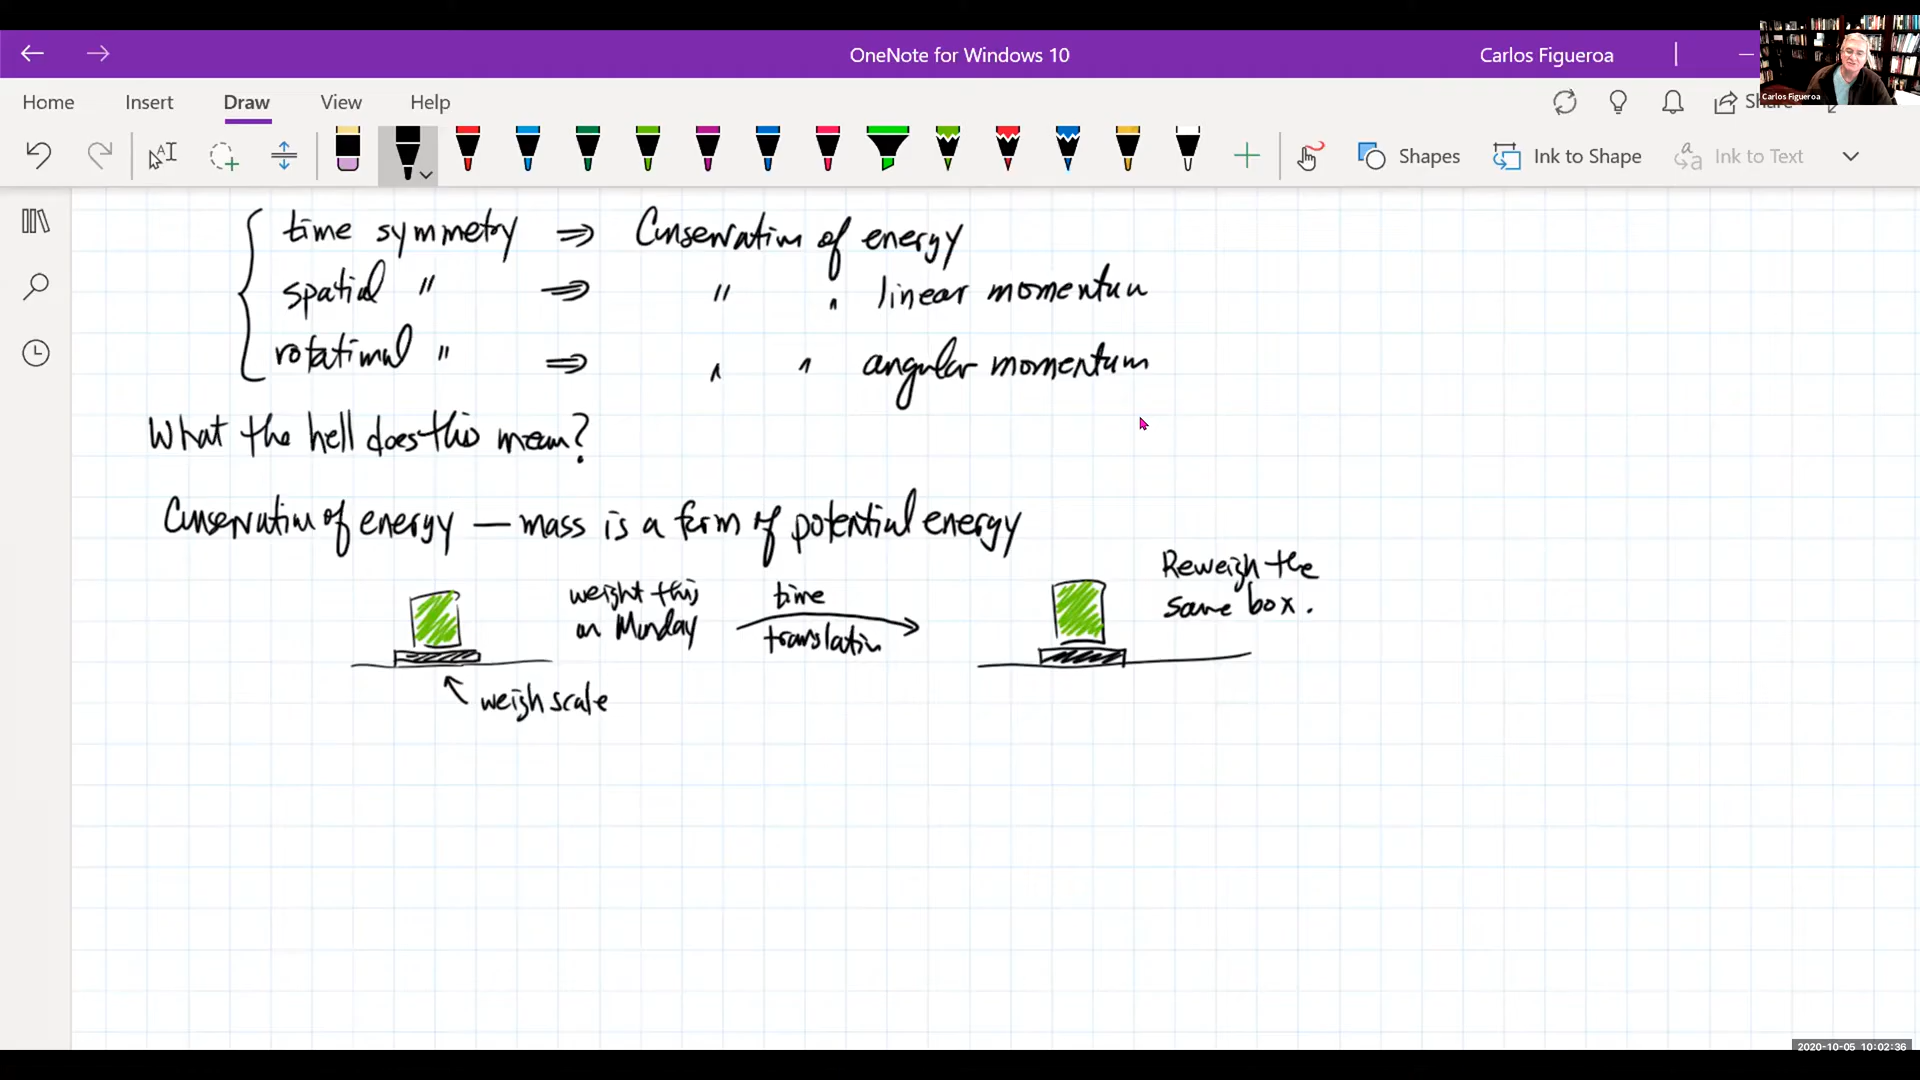 OneNote for Windows 10
Carlos Figueroa
Carlos Figueroa
Home Insert Draw View Help
Shapes Ink to Shape Ink to Text
time symmetry ⇒ Conservation of energy
spatial " ⇒ " " linear momentum
rotational " ⇒ " " angular momentum
What the hell does this mean?
Conservation of energy — mass is a form of potential energy
weight this
on Monday
time
translation
Reweigh the
same box.
weigh scale
2020-10-05 10:02:36